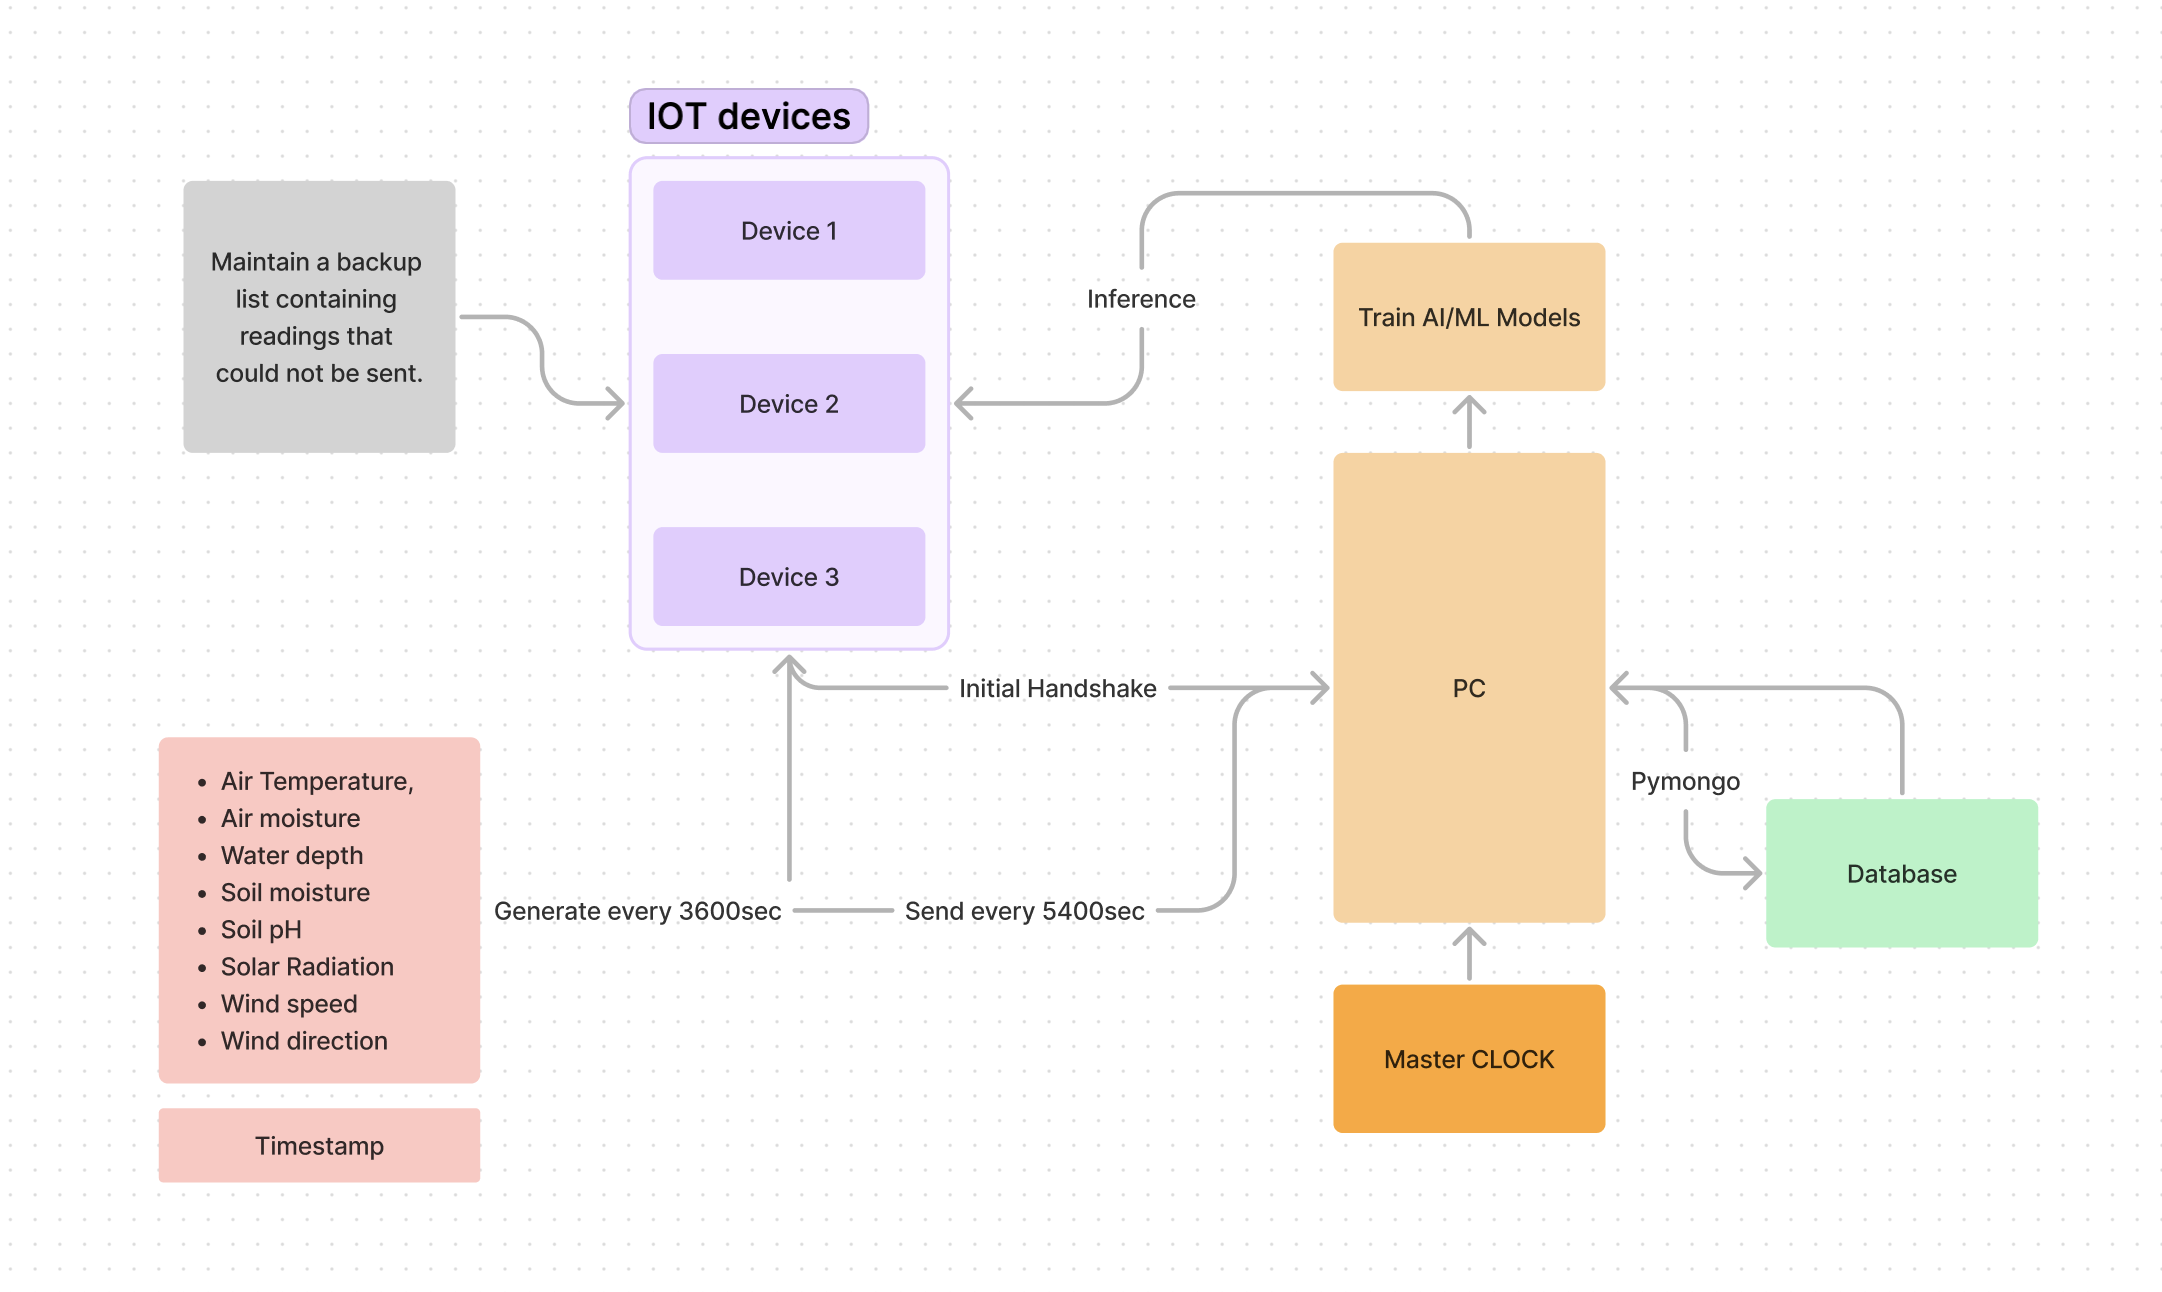 IOT devices
Device 1
Maintain a backup
list containing
readings that
could not be sent.
Inference
Train AI/ML Models
Device 2
Device 3
Initial Handshake
PC
• Air Temperature,
• Air moisture
• Water depth
• Soil moisture
• Soil pH
• Solar Radiation
• Wind speed
• Wind direction
Pymongo
Database
Generate every 3600sec
Send every 5400sec
Master CLOCK
Timestamp